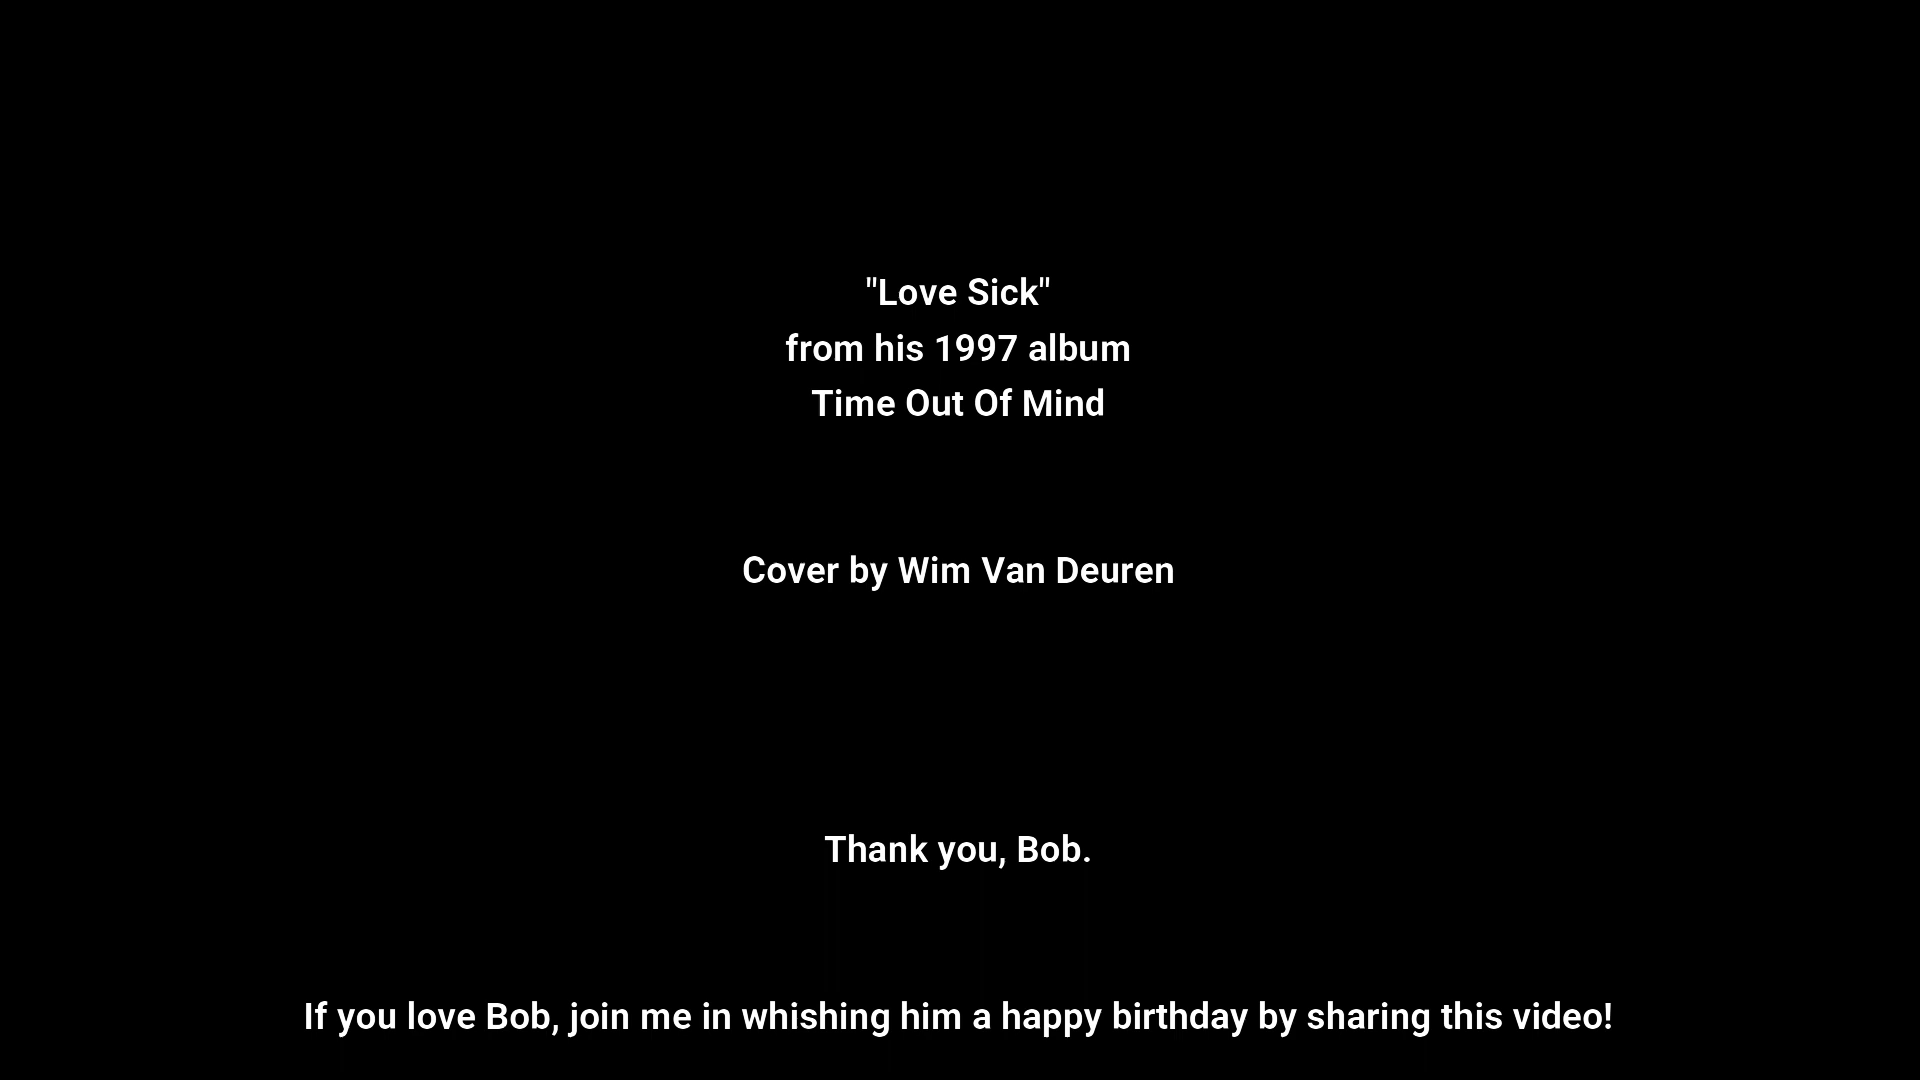 "Love Sick"
from his 1997 album
Time Out Of Mind
Cover by Wim Van Deuren
Thank you, Bob.
If you love Bob, join me in whishing him a happy birthday by sharing this video!